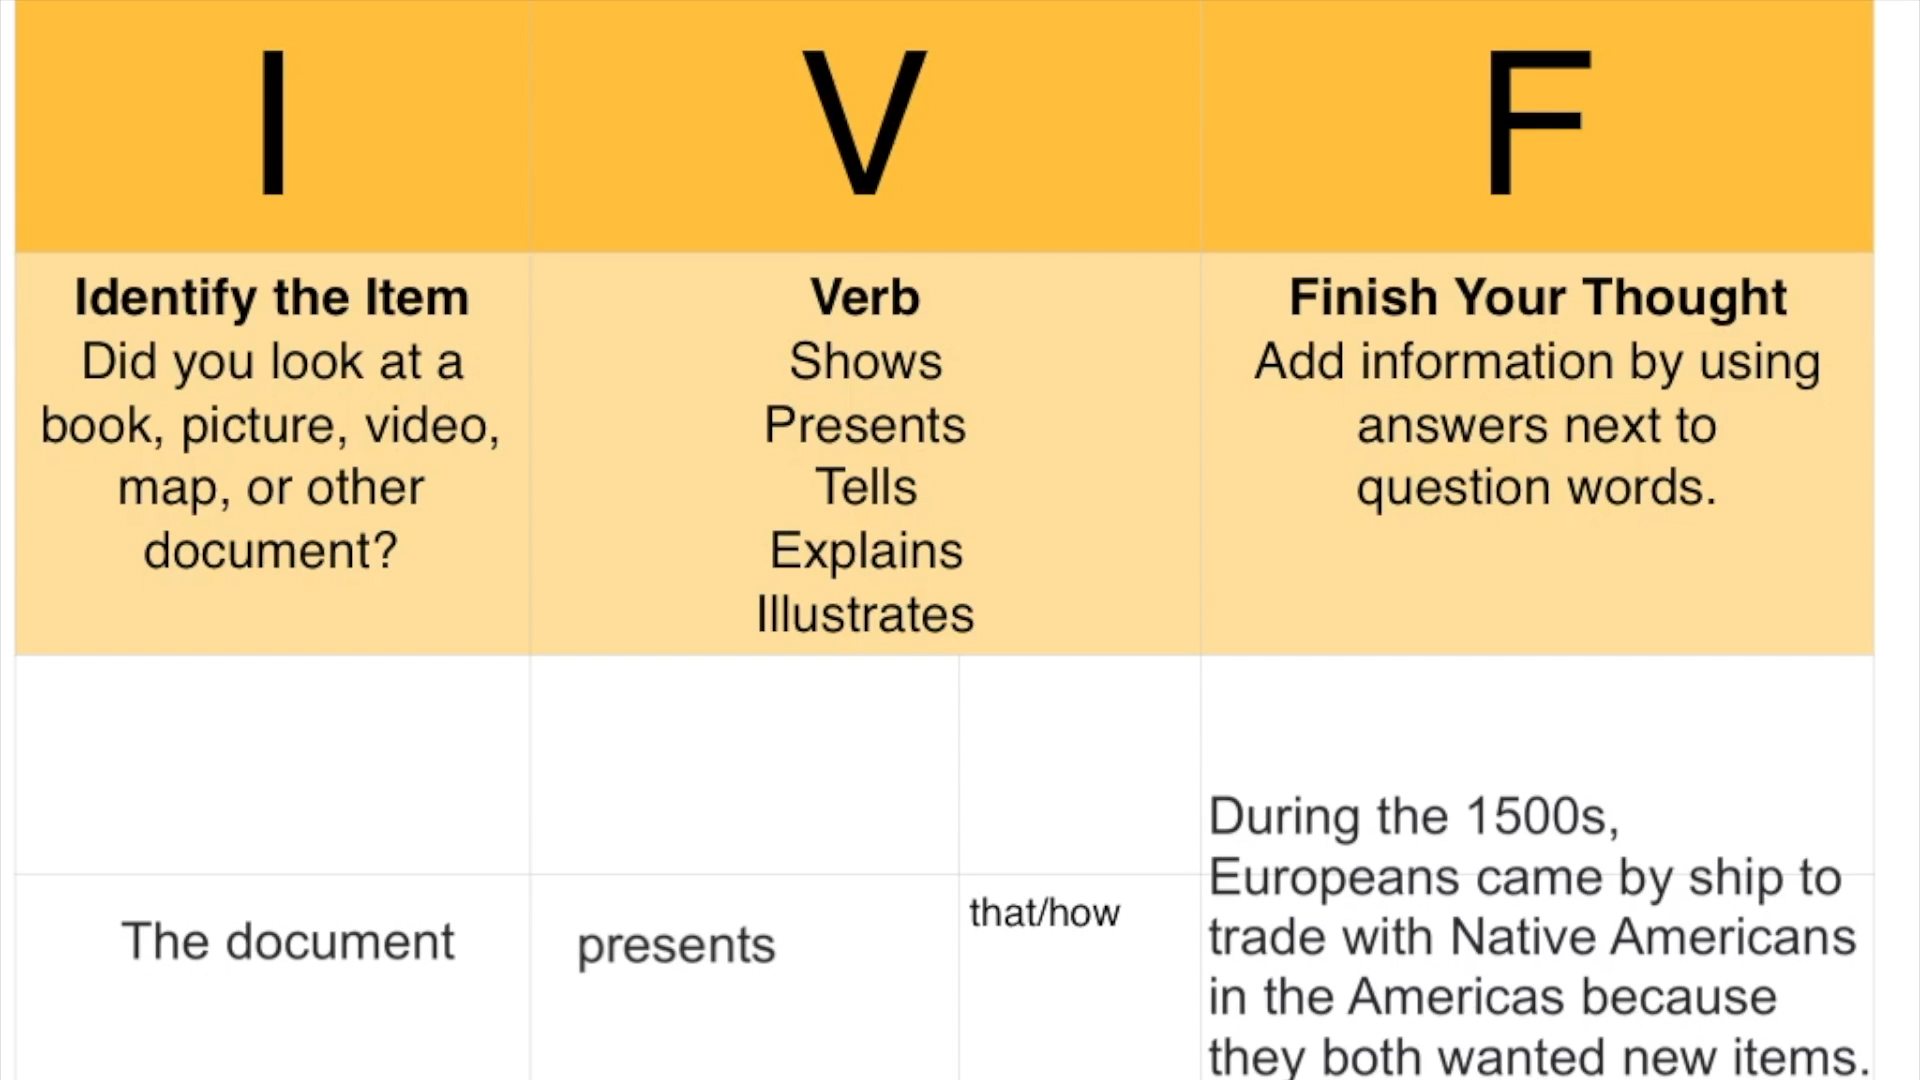 I
V
F
Identify the Item
Did you look at a
book, picture, video,
map, or other
document?
Verb
Shows
Presents
Tells
Explains
Illustrates
Finish Your Thought
Add information by using
answers next to
question words.
The document
presents
that/how
During the 1500s,
Europeans came by ship to
trade with Native Americans
in the Americas because
they both wanted new items.